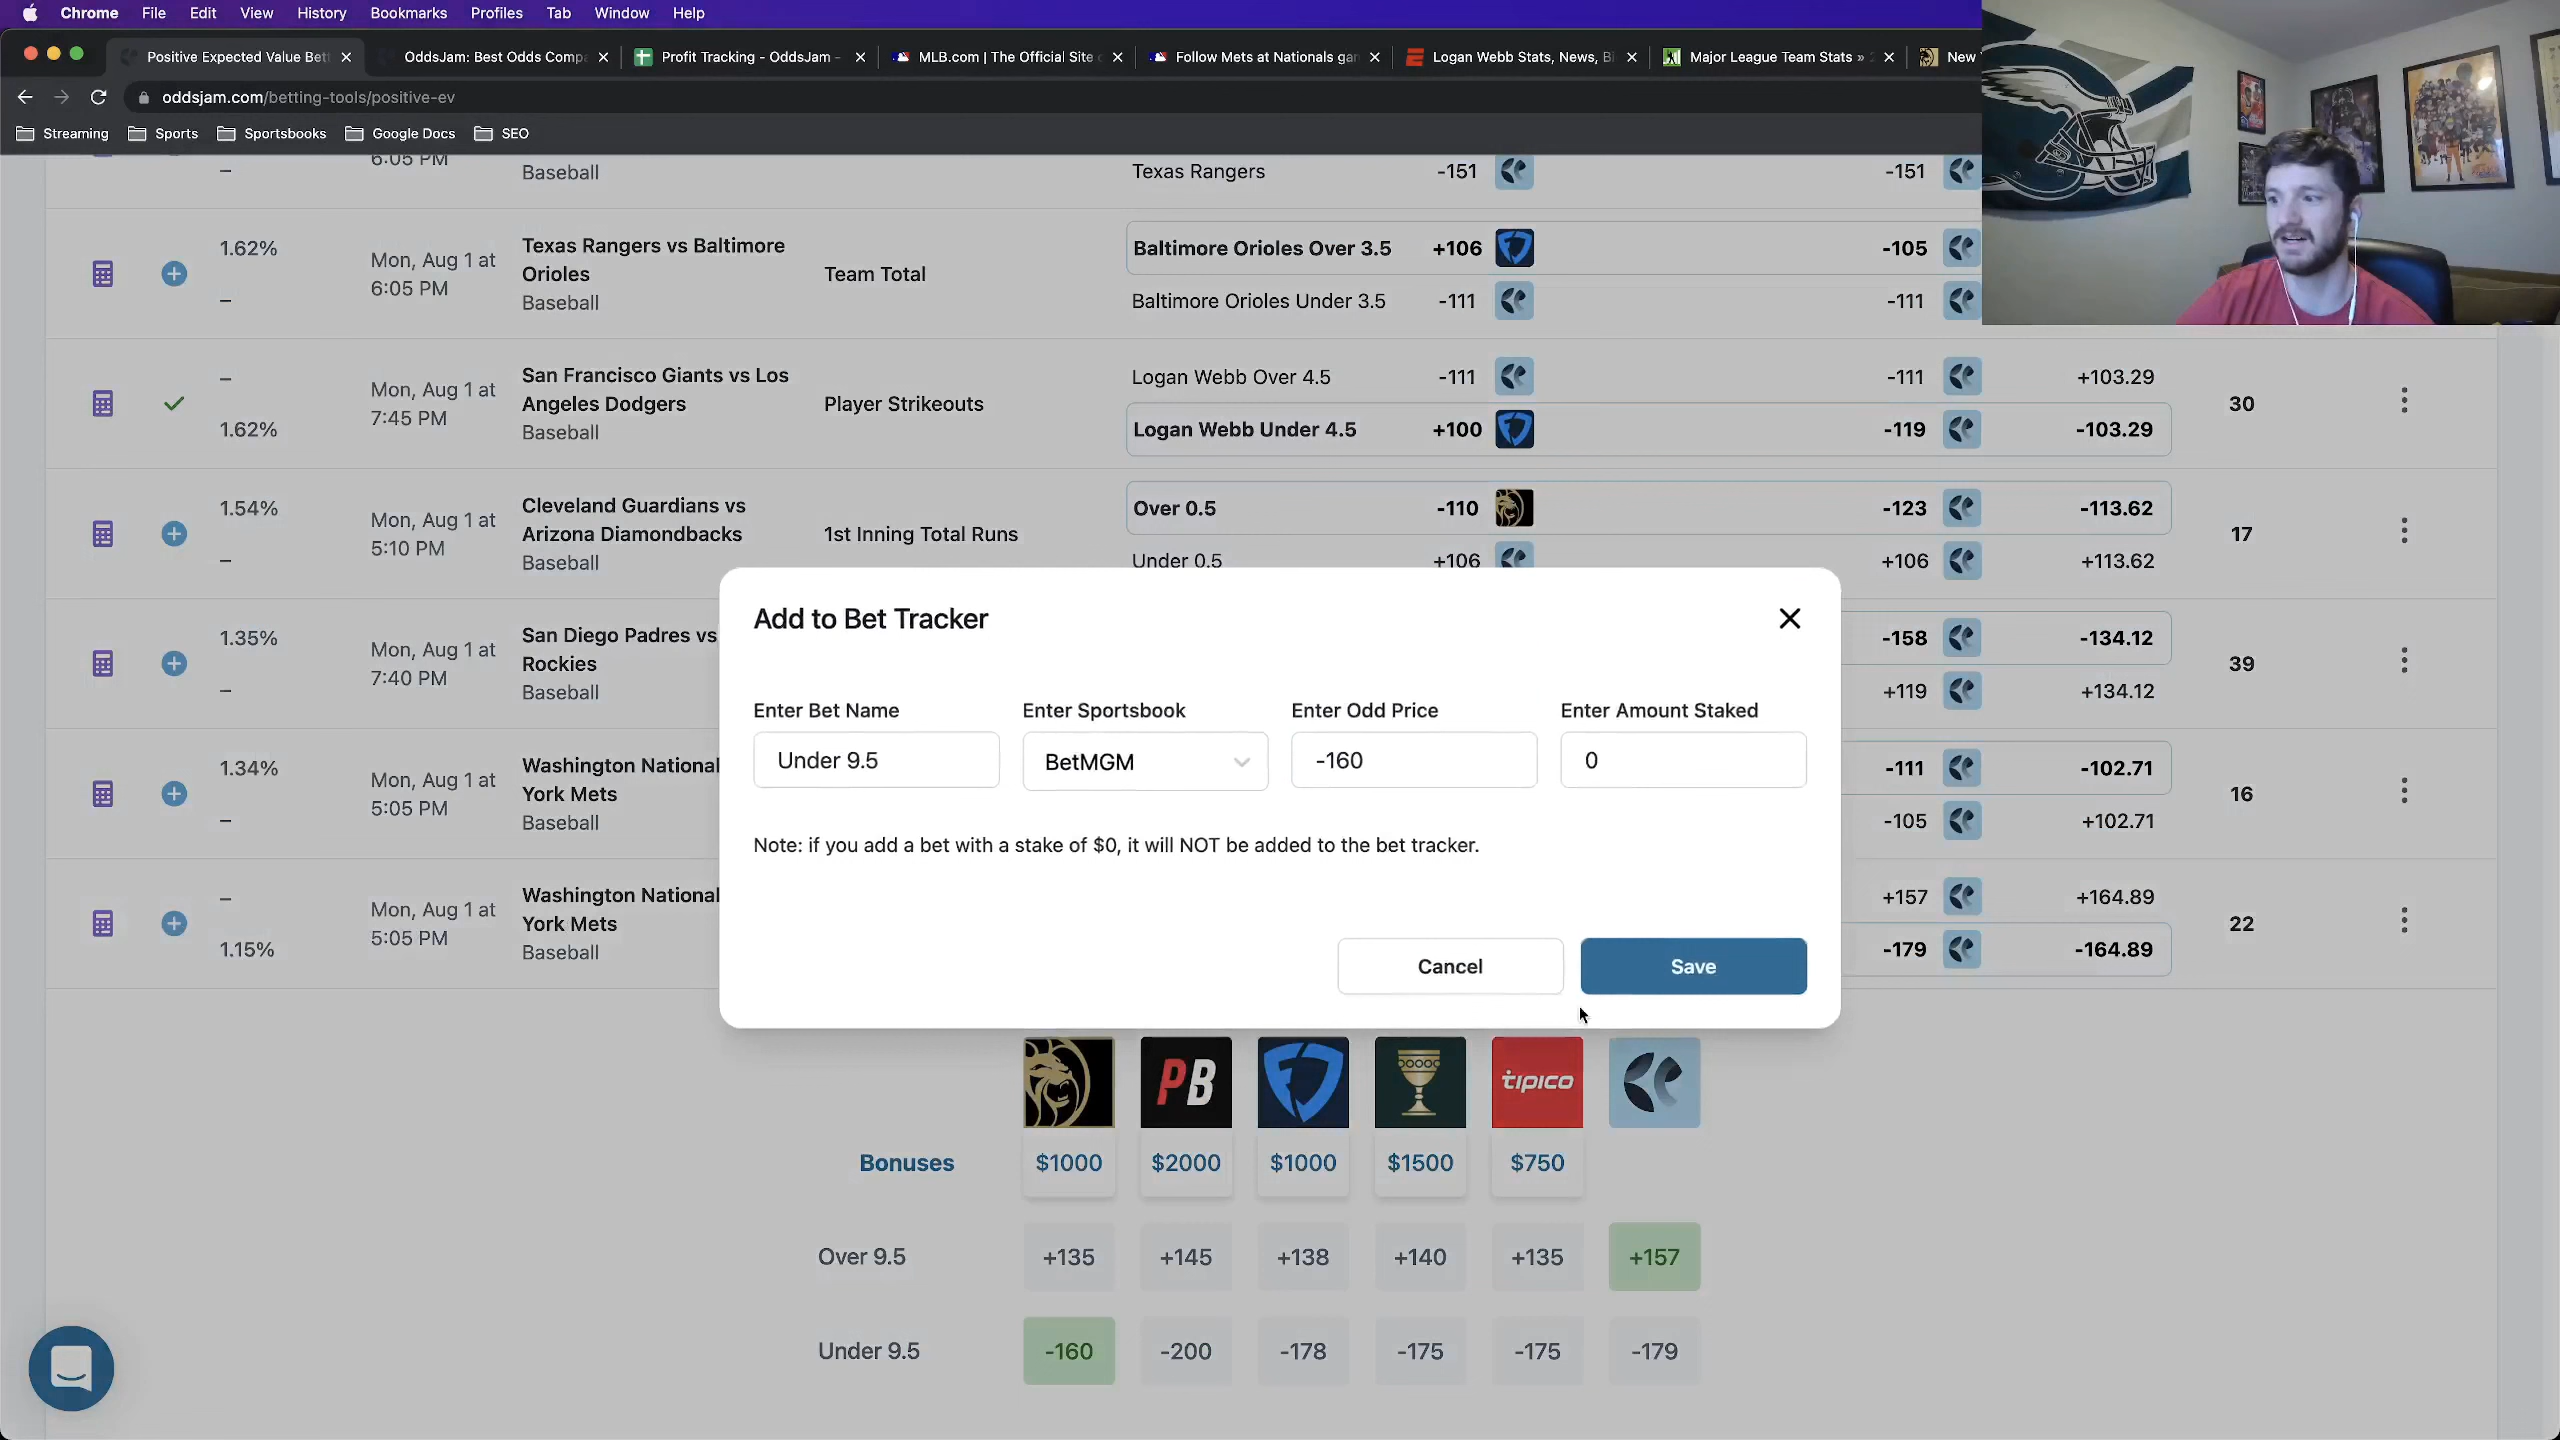 Chrome File Edit View History Bookmarks Profiles Tab Window Help
Positive Expected Value Bet
OddsJam: Best Odds Comp
Profit Tracking - OddsJam -
MLB.com | The Official Site
Follow Mets at Nationals ga
Logan Webb Stats, News, B
Major League Team Stats »
New
oddsjam.com/betting-tools/positive-ev
Streaming Sports Sportsbooks Google Docs SEO
6:05 PM
–
Baseball
Texas Rangers -151 -151
1.62%
–
Mon, Aug 1 at
6:05 PM
Texas Rangers vs Baltimore
Orioles
Baseball
Team Total
Baltimore Orioles Over 3.5 +106 -105
Baltimore Orioles Under 3.5 -111 -111
–
1.62%
Mon, Aug 1 at
7:45 PM
San Francisco Giants vs Los
Angeles Dodgers
Baseball
Player Strikeouts
Logan Webb Over 4.5 -111 -111 +103.29
Logan Webb Under 4.5 +100 -119 -103.29
30
1.54%
–
Mon, Aug 1 at
5:10 PM
Cleveland Guardians vs
Arizona Diamondbacks
Baseball
1st Inning Total Runs
Over 0.5 -110 -123 -113.62
Under 0.5 +106 +106 +113.62
17
1.35%
–
Mon, Aug 1 at
7:40 PM
San Diego Padres vs
Rockies
Baseball
-158 -134.12
+119 +134.12
39
1.34%
–
Mon, Aug 1 at
5:05 PM
Washington National
York Mets
Baseball
-111 -102.71
-105 +102.71
16
–
1.15%
Mon, Aug 1 at
5:05 PM
Washington National
York Mets
Baseball
+157 +164.89
-179 -164.89
22
Add to Bet Tracker
Enter Bet Name Enter Sportsbook Enter Odd Price Enter Amount Staked
Under 9.5 BetMGM -160 0
Note: if you add a bet with a stake of $0, it will NOT be added to the bet tracker.
Cancel Save
PB tipico
Bonuses $1000 $2000 $1000 $1500 $750
Over 9.5 +135 +145 +138 +140 +135 +157
Under 9.5 -160 -200 -178 -175 -175 -179